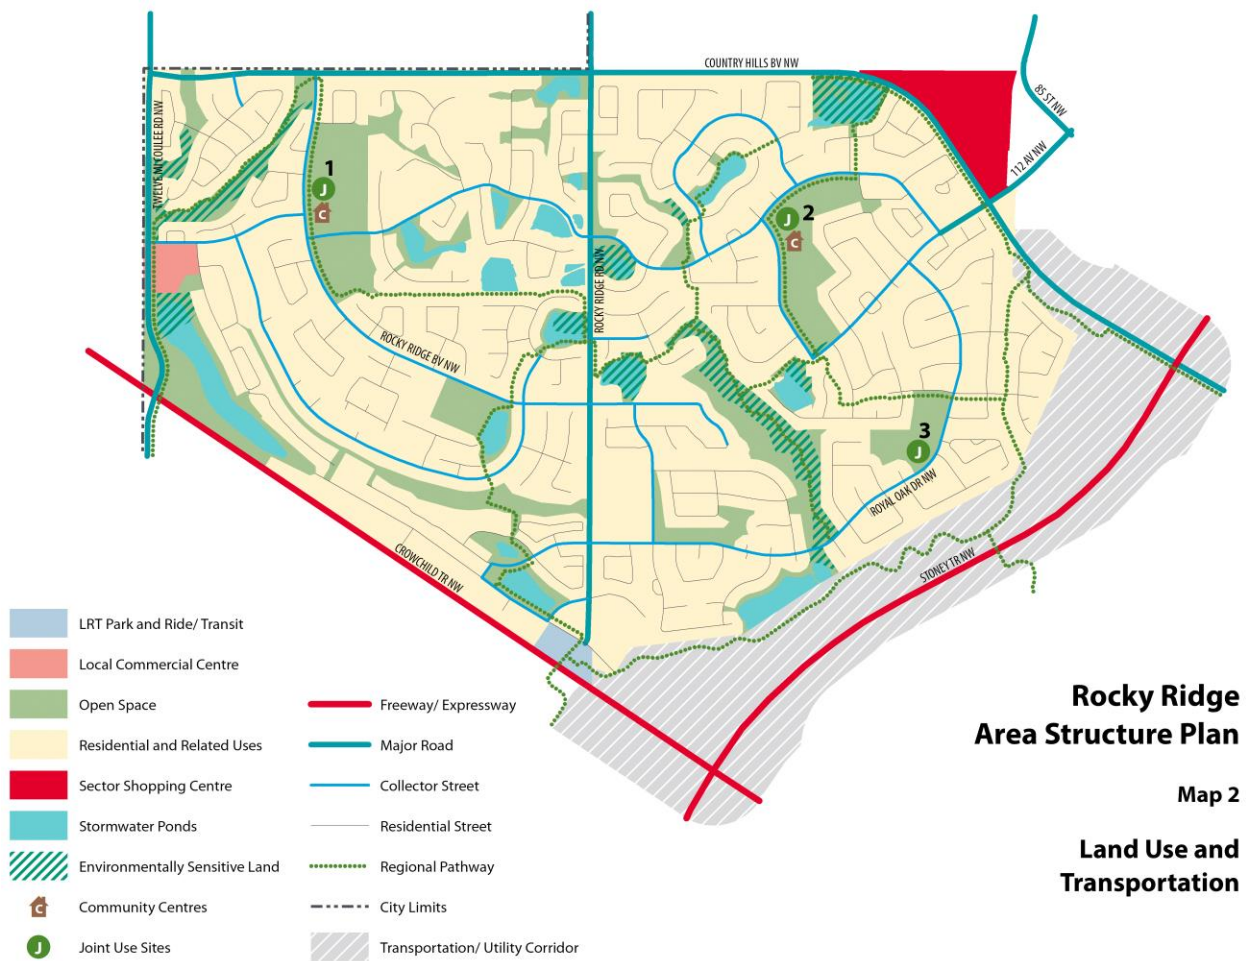 COUNTRY HILLS BV NW
85 ST NW
112 AV NW
TWELVE MI COULEE RD NW
1
J
C
J
2
C
ROCKY RIDGE RD NW
ROCKY RIDGE BV NW
3
J
ROYAL OAK DR NW
CROWCHILD TR NW
STONEY TR NW
LRT Park and Ride/ Transit
Local Commercial Centre
Open Space
Residential and Related Uses
Sector Shopping Centre
Stormwater Ponds
Environmentally Sensitive Land
C Community Centres
J Joint Use Sites
Freeway/ Expressway
Major Road
Collector Street
Residential Street
Regional Pathway
City Limits
Transportation/ Utility Corridor
Rocky Ridge
Area Structure Plan
Map 2
Land Use and
Transportation